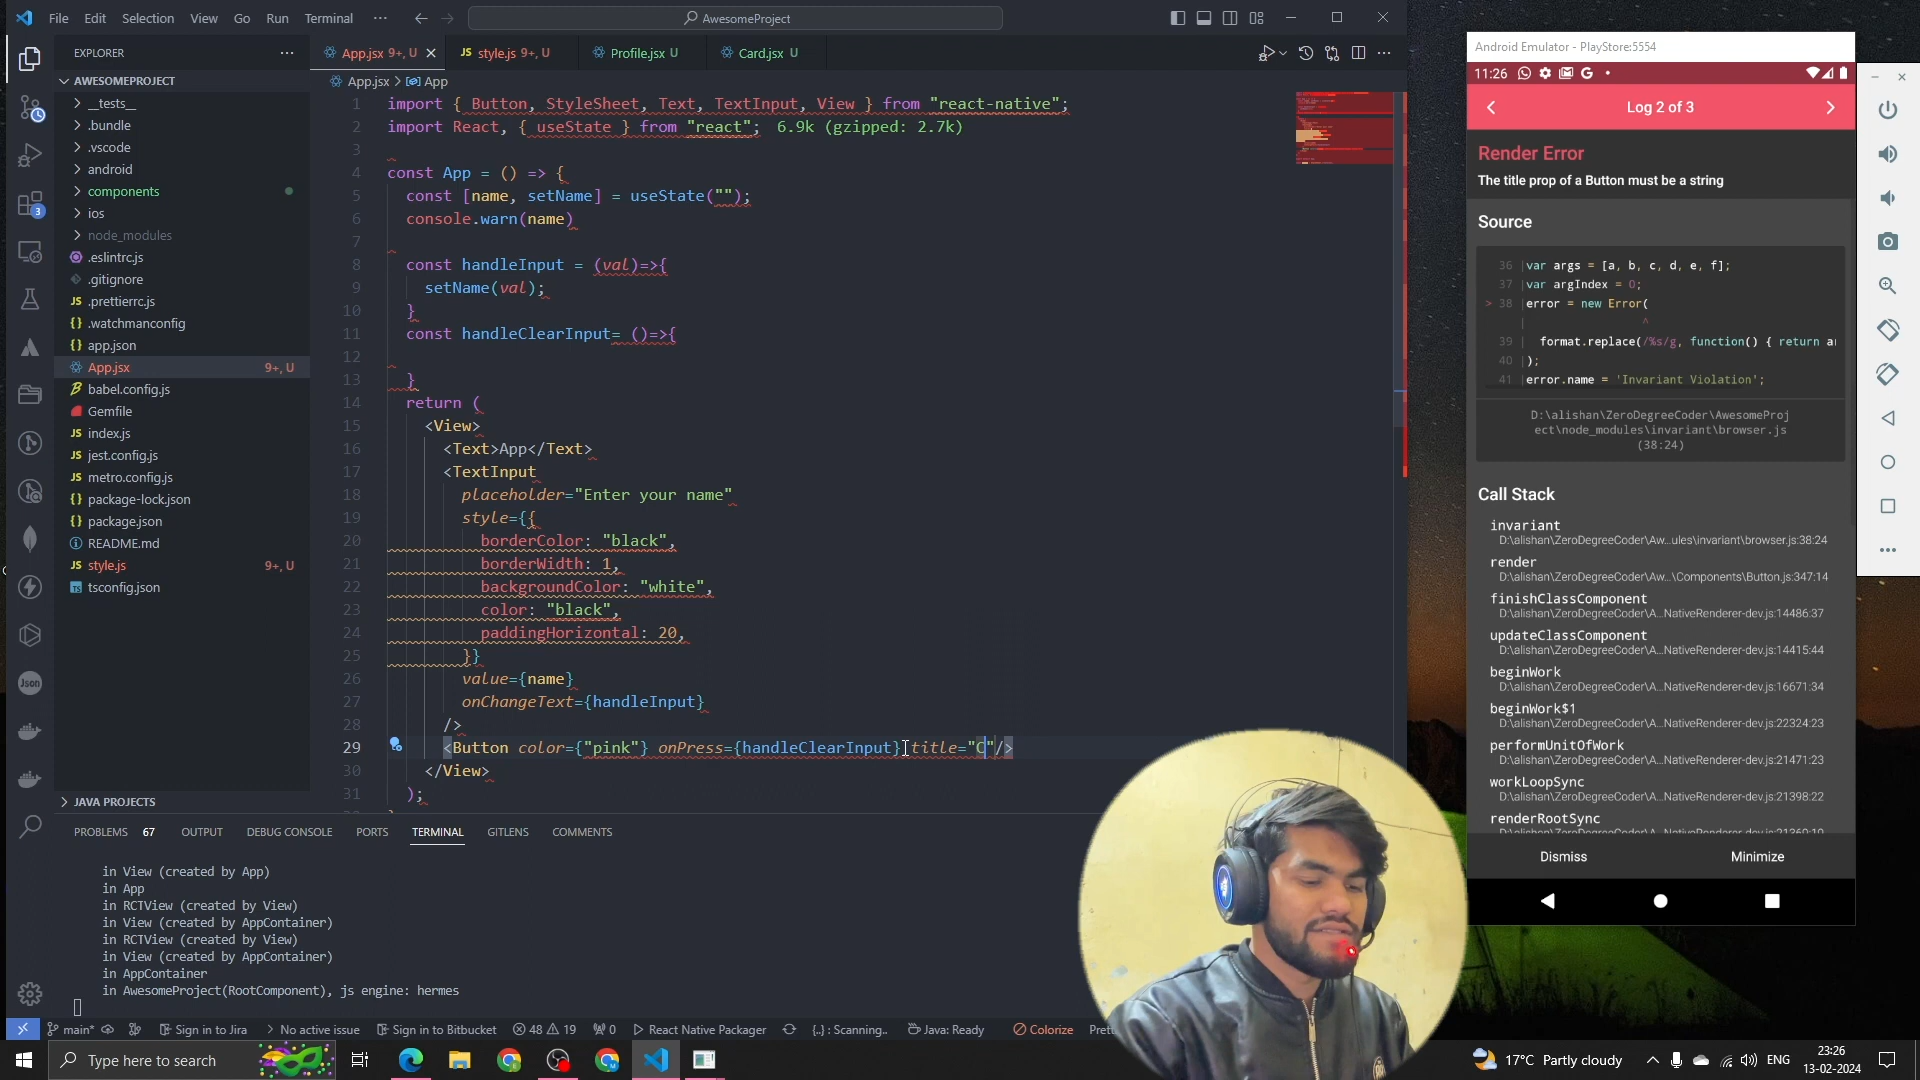 File Edit Selection View Go Run Terminal ··· AwesomeProject
EXPLORER ···
AWESOMEPROJECT
__tests__
.bundle
.vscode
android
components
ios
node_modules
.eslintrc.js
.gitignore
JS .prettierrc.js
{} .watchmanconfig
{} app.json
App.jsx 9+, U
babel.config.js
Gemfile
JS index.js
JS jest.config.js
JS metro.config.js
{} package-lock.json
{} package.json
README.md
JS style.js 9+, U
TS tsconfig.json
JAVA PROJECTS
3
Json
App.jsx 9+, U
JS style.js 9+, U
Profile.jsx U
Card.jsx U
App.jsx > App
1 import { Button, StyleSheet, Text, TextInput, View } from "react-native";
2 import React, { useState } from "react"; 6.9k (gzipped: 2.7k)
3
4 const App = () => {
5 const [name, setName] = useState("");
6 console.warn(name)
7
8 const handleInput = (val)=>{
9 setName(val);
10 }
11 const handleClearInput= ()=>{
12
13 }
14 return (
15 <View>
16 <Text>App</Text>
17 <TextInput
18 placeholder="Enter your name"
19 style={{
20 borderColor: "black",
21 borderWidth: 1,
22 backgroundColor: "white",
23 color: "black",
24 paddingHorizontal: 20,
25 }}
26 value={name}
27 onChangeText={handleInput}
28 />
29 <Button color={"pink"} onPress={handleClearInput} title="C"/>
30 </View>
31 );
PROBLEMS 67 OUTPUT DEBUG CONSOLE PORTS TERMINAL GITLENS COMMENTS
in View (created by App)
in App
in RCTView (created by View)
in View (created by AppContainer)
in RCTView (created by View)
in View (created by AppContainer)
in AppContainer
in AwesomeProject(RootComponent), js engine: hermes
main* Sign in to Jira No active issue Sign in to Bitbucket 48 19 0 React Native Packager {..} : Scanning.. Java: Ready Colorize
Android Emulator - PlayStore:5554
11:26
Log 2 of 3
Render Error
The title prop of a Button must be a string
Source
36 |var args = [a, b, c, d, e, f];
37 |var argIndex = 0;
> 38 |error = new Error(
| ^
39 | format.replace(/%s/g, function() { return ar
40 |);
41 |error.name = 'Invariant Violation';
D:\alishan\ZeroDegreeCoder\AwesomeProj
ect\node_modules\invariant\browser.js
(38:24)
Call Stack
invariant
D:\alishan\ZeroDegreeCoder\Aw...ules\invariant\browser.js:38:24
render
D:\alishan\ZeroDegreeCoder\Aw...\Components\Button.js:347:14
finishClassComponent
D:\alishan\ZeroDegreeCoder\A...NativeRenderer-dev.js:14486:37
updateClassComponent
D:\alishan\ZeroDegreeCoder\A...NativeRenderer-dev.js:14415:44
beginWork
D:\alishan\ZeroDegreeCoder\A...NativeRenderer-dev.js:16671:34
beginWork$1
D:\alishan\ZeroDegreeCoder\A...NativeRenderer-dev.js:22324:23
performUnitOfWork
D:\alishan\ZeroDegreeCoder\A...NativeRenderer-dev.js:21471:23
workLoopSync
D:\alishan\ZeroDegreeCoder\A...NativeRenderer-dev.js:21398:22
renderRootSync
Dismiss Minimize
Type here to search
17°C Partly cloudy ENG
23:26
13-02-2024